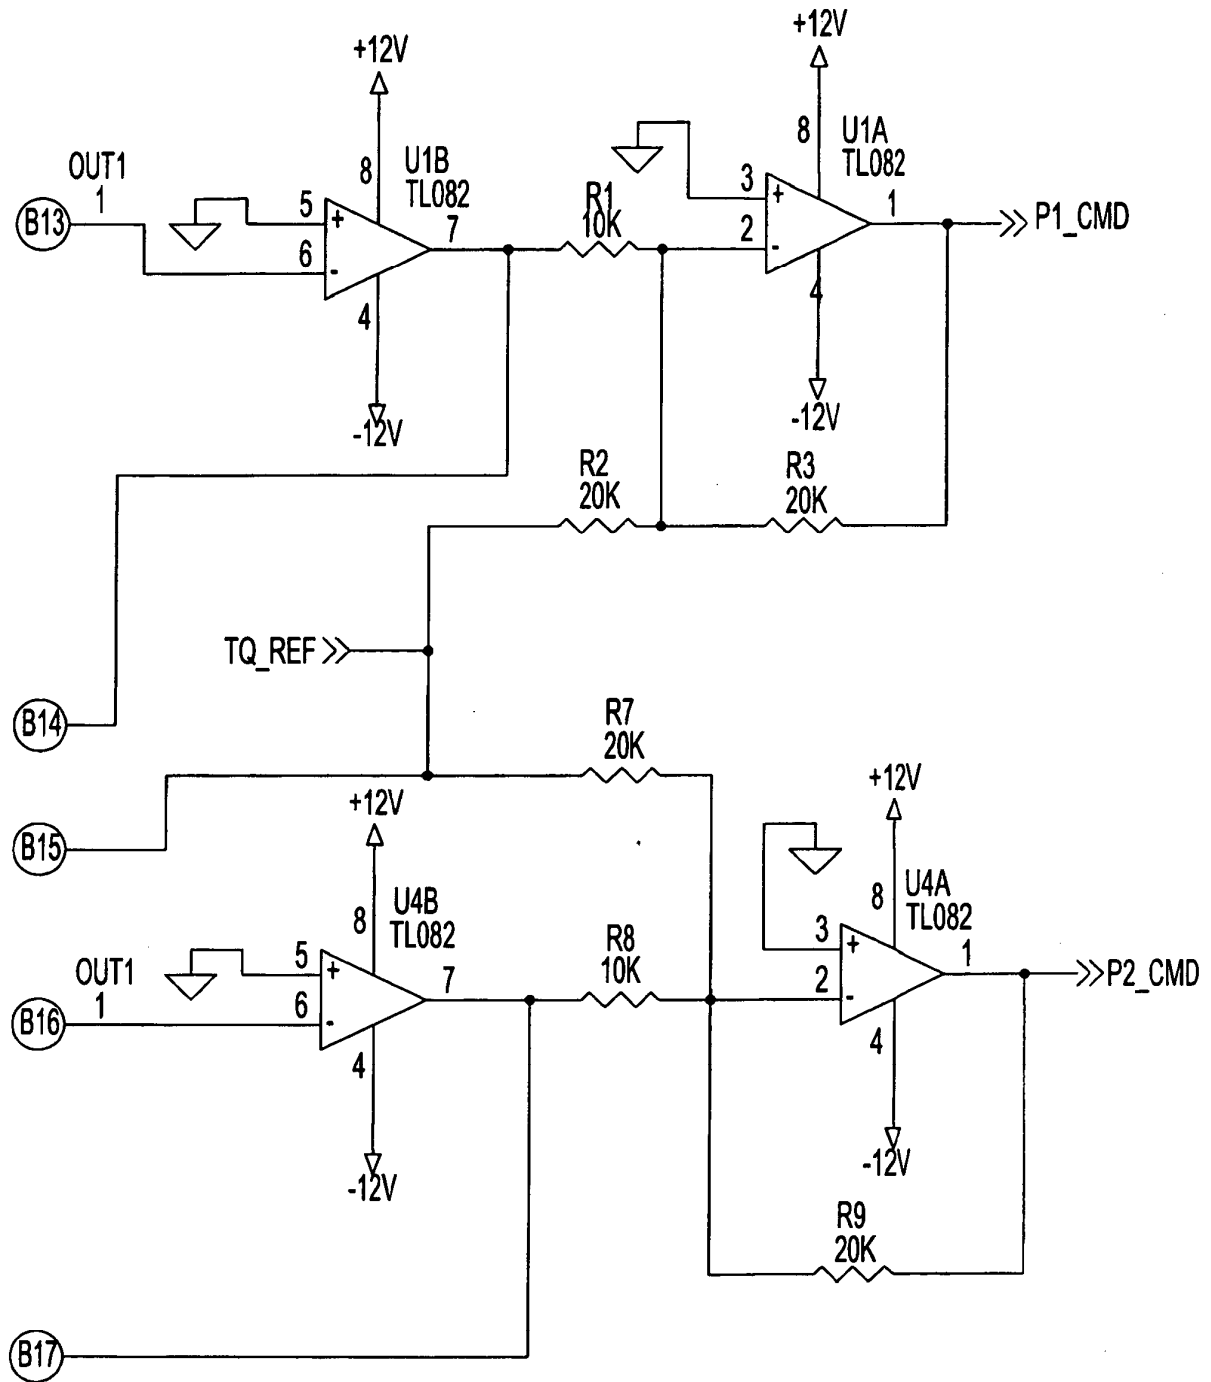 +12V
+12V
8
U1B
TL082
8
U1A
TL082
OUT1
1
B13
5
+
6
-
7
4
-12V
R1
10K
3
+
2
-
1
P1_CMD
4
-12V
R2
20K
R3
20K
TQ_REF
B14
R7
20K
B15
+12V
+12V
8
U4B
TL082
8
U4A
TL082
OUT1
1
B16
5
+
6
-
7
4
-12V
R8
10K
3
+
2
-
1
P2_CMD
4
-12V
R9
20K
B17